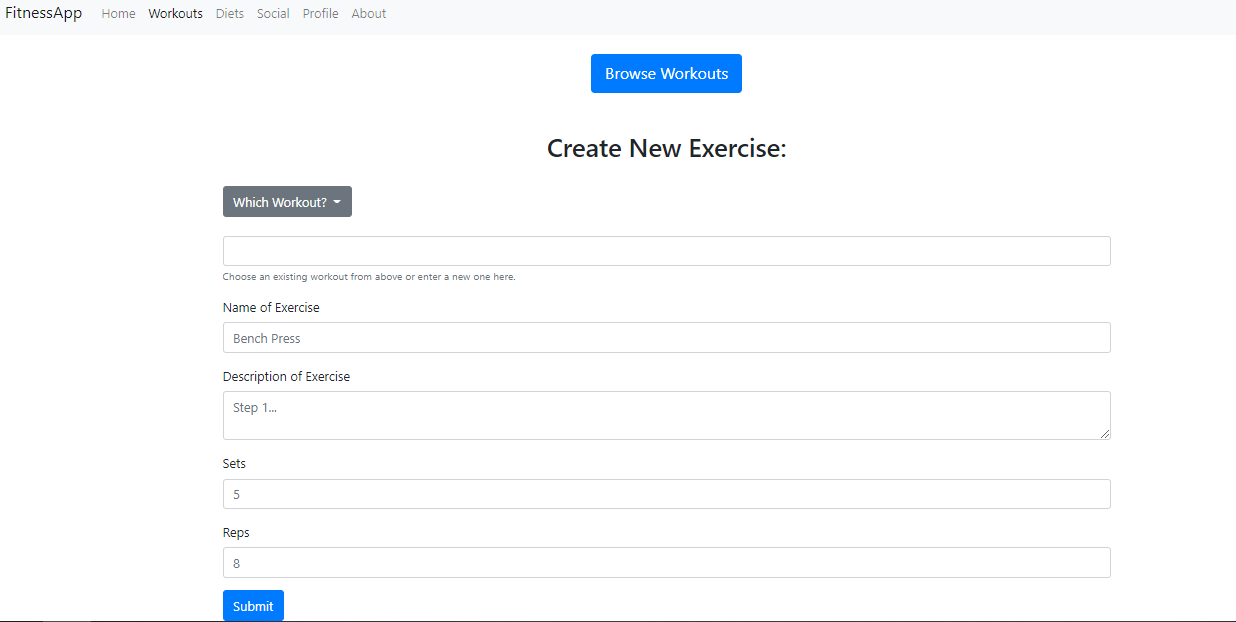 FitnessApp Home Workouts Diets Social Profile About
Browse Workouts
Create New Exercise:
Which Workout?
Choose an existing workout from above or enter a new one here.
Name of Exercise
Bench Press
Description of Exercise
Step 1...
Sets
5
Reps
8
Submit